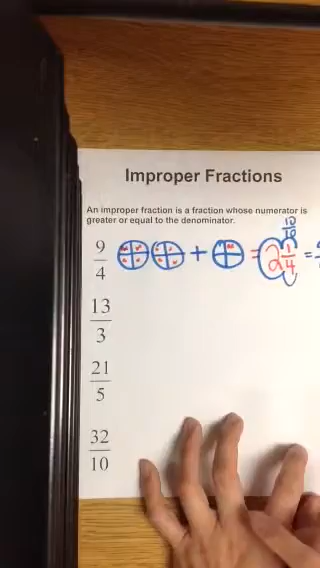 Improper Fractions
An improper fraction is a fraction whose numerator is
greater or equal to the denominator.
9/4 + = 2 1/4 =
13/3
21/5
32/10